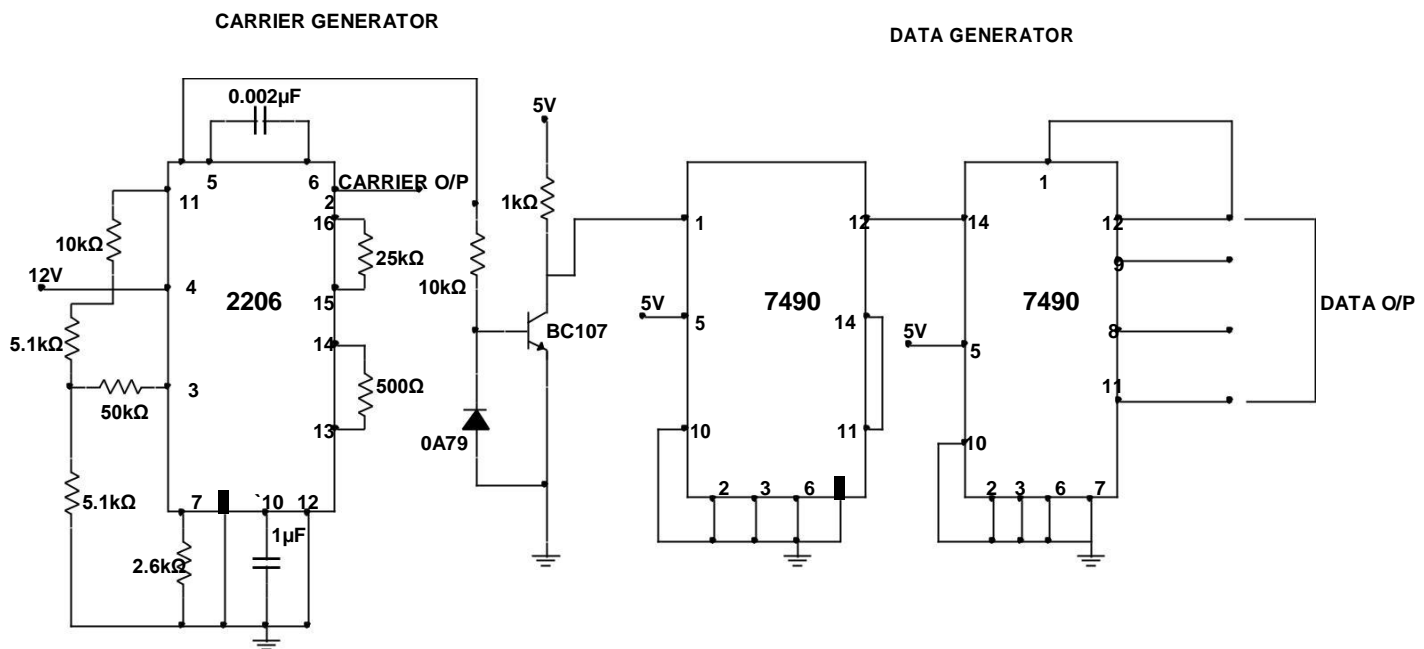 CARRIER GENERATOR
DATA GENERATOR
0.002µF
5V
5
6
CARRIER O/P
11
2
1
16
1kΩ
1
12
14
12
10kΩ
25kΩ
10kΩ
9
12V
4
2206
15
5V
5
7490
14
7490
DATA O/P
BC107
5V
5
8
5.1kΩ
14
3
500Ω
50kΩ
11
13
0A79
10
11
10
5.1kΩ
7
`10
12
2
3
6
2
3
6
7
1µF
2.6kΩ